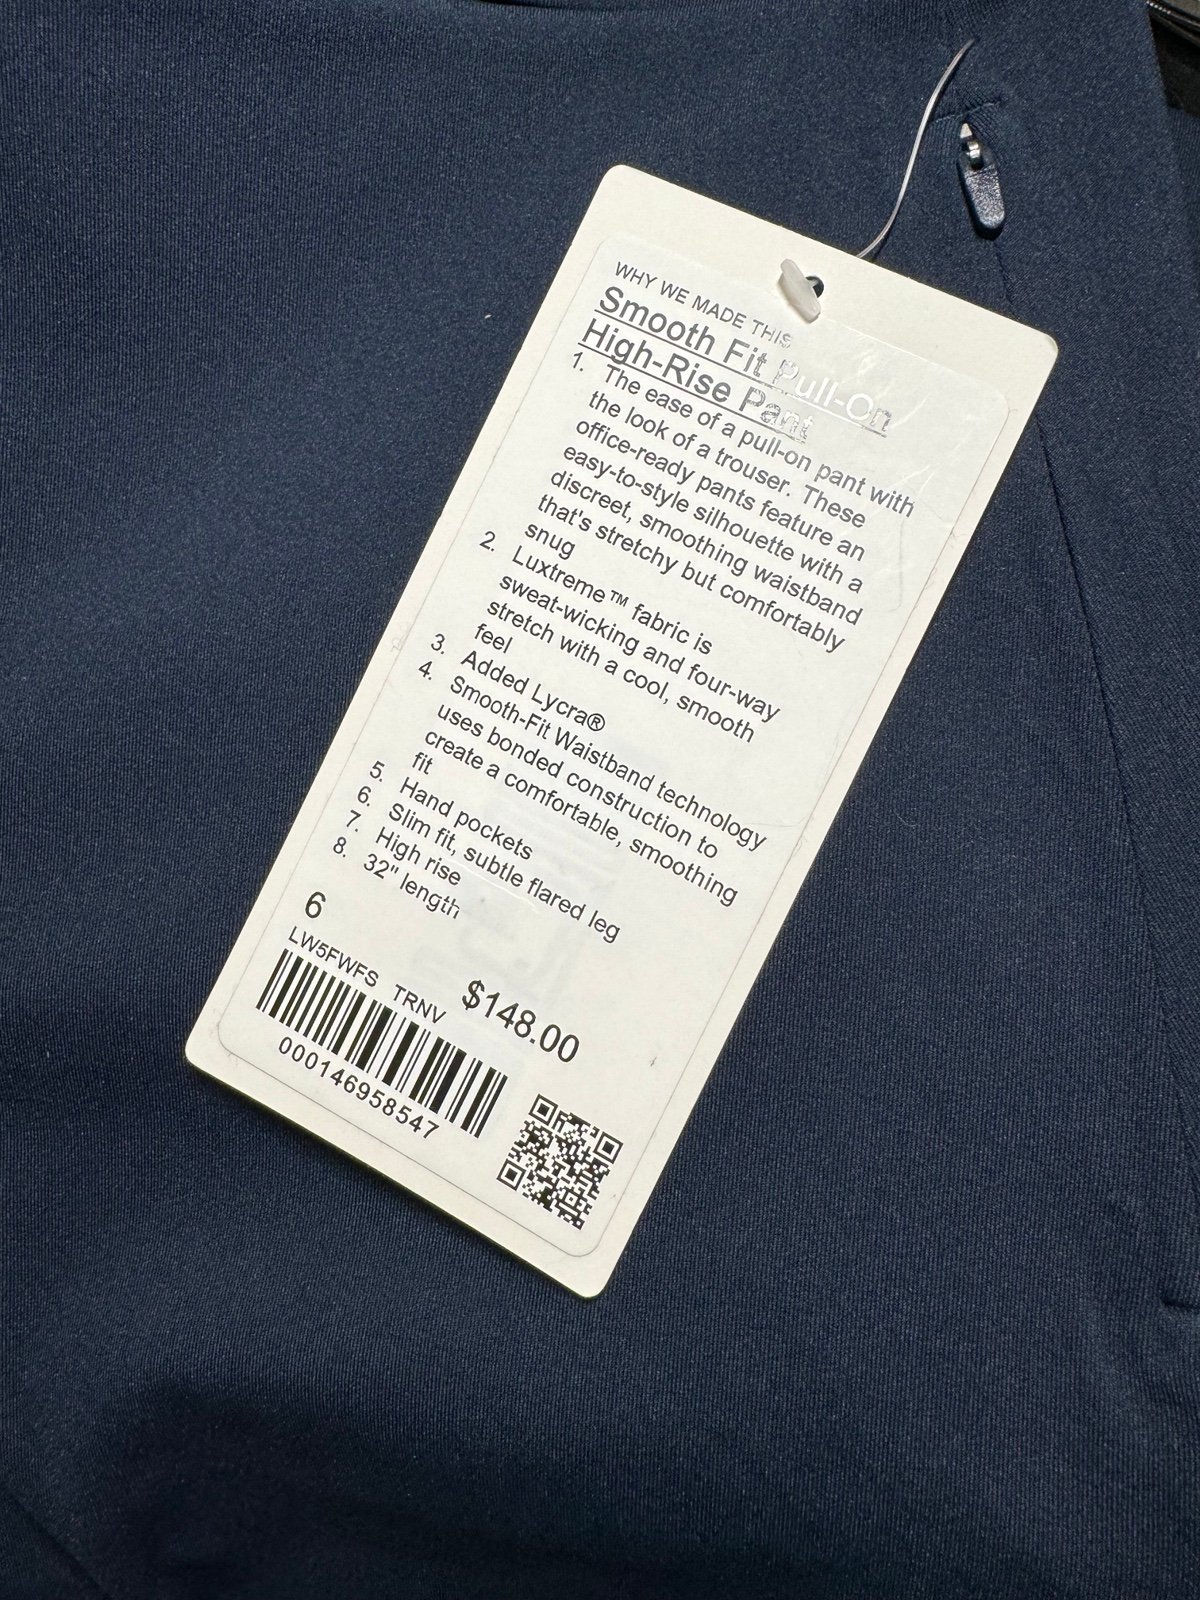 WHY WE MADE THIS
Smooth Fit Pull-On
High-Rise Pant
1. The ease of a pull-on pant with
the look of a trouser. These
office-ready pants feature an
easy-to-style silhouette with a
discreet, smoothing waistband
that's stretchy but comfortably
snug
2. Luxtreme™ fabric is
sweat-wicking and four-way
stretch with a cool, smooth
feel
3. Added Lycra®
4. Smooth-Fit Waistband technology
uses bonded construction to
create a comfortable, smoothing
fit
5. Hand pockets
6. Slim fit, subtle flared leg
7. High rise
8. 32" length
6
LW5FWFS TRNV
$148.00
000146958547